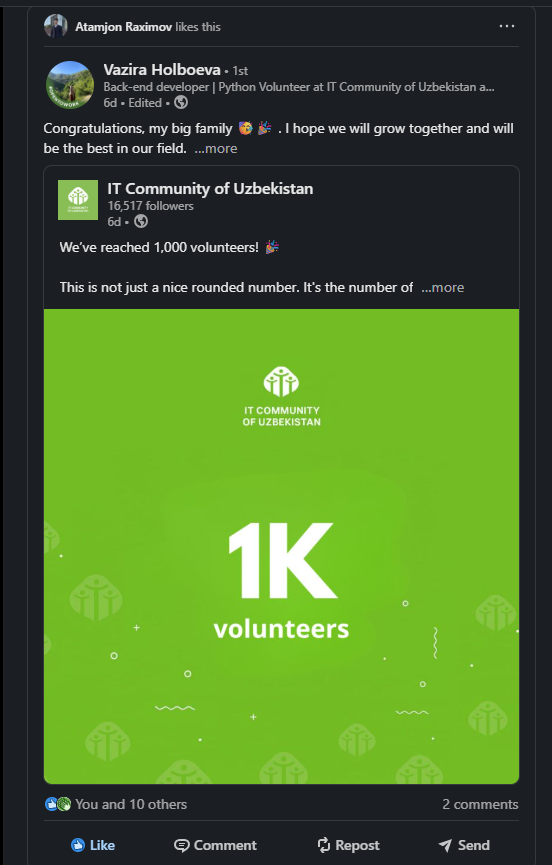 Atamjon Raximov likes this
Vazira Holboeva • 1st
Back-end developer | Python Volunteer at IT Community of Uzbekistan a...
6d • Edited •
Congratulations, my big family 🥳 🎉 . I hope we will grow together and will
be the best in our field. ...more
IT Community of Uzbekistan
16,517 followers
6d •
We’ve reached 1,000 volunteers! 🎉
This is not just a nice rounded number. It's the number of ...more
IT COMMUNITY
OF UZBEKISTAN
1K
volunteers
You and 10 others
2 comments
Like
Comment
Repost
Send